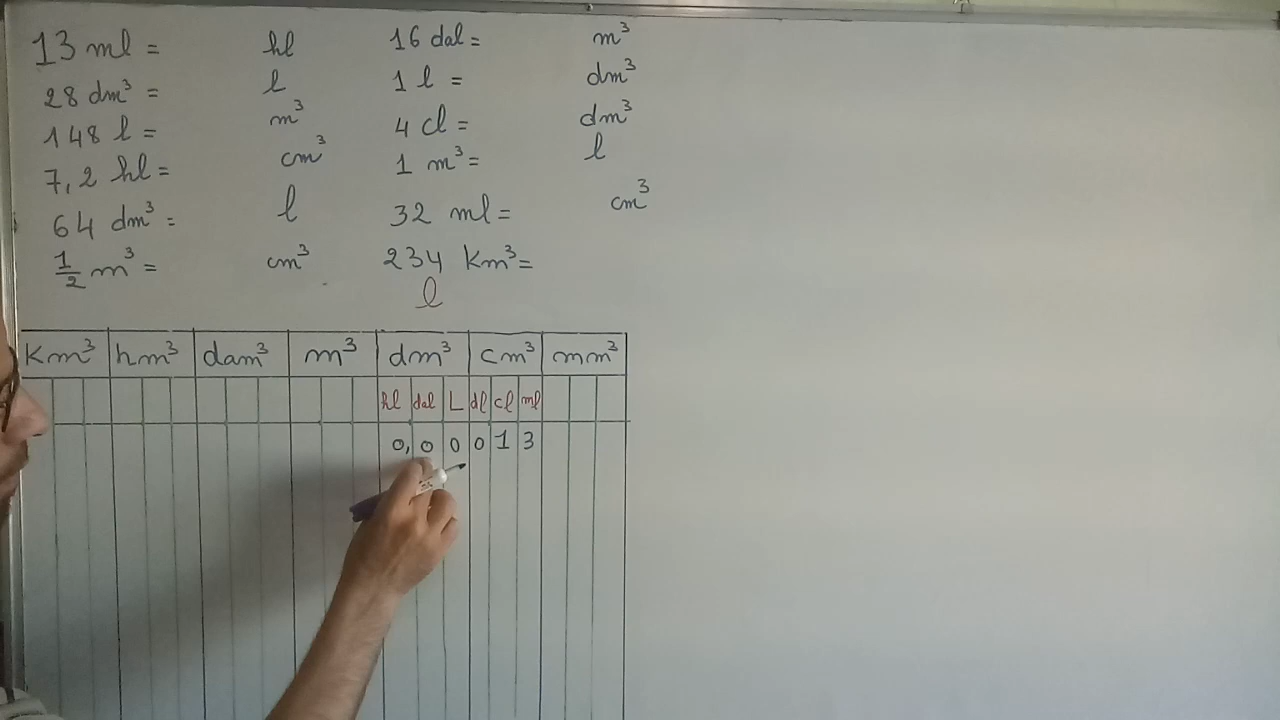 13 ml = hl
28 dm³ = l
148 l = m³
7,2 hl = cm³
64 dm³ = l
1/2 m³ = cm³
16 dal = m³
1 l = dm³
4 cl = dm³
1 m³ = l
32 ml = cm³
234 Km³ =
l
Km³ hm³ dam³ m³ dm³ cm³ mm³
hl dal L dl cl ml
0, 0 0 0 1 3